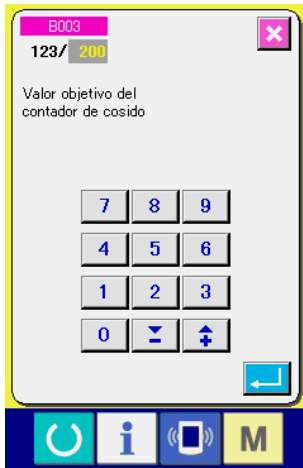 B003
123/ 200
Valor objetivo del
contador de cosido
7 8 9
4 5 6
1 2 3
0
i M